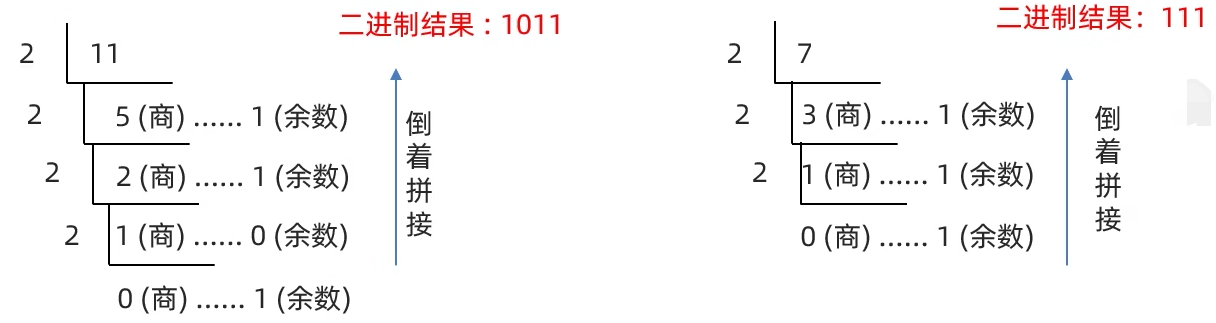 二进制结果：1011
2 11
2 5 (商) ...... 1 (余数)
2 2 (商) ...... 1 (余数)
2 1 (商) ...... 0 (余数)
0 (商) ...... 1 (余数)
倒着拼接
二进制结果：111
2 7
2 3 (商) ...... 1 (余数)
2 1 (商) ...... 1 (余数)
0 (商) ...... 1 (余数)
倒着拼接